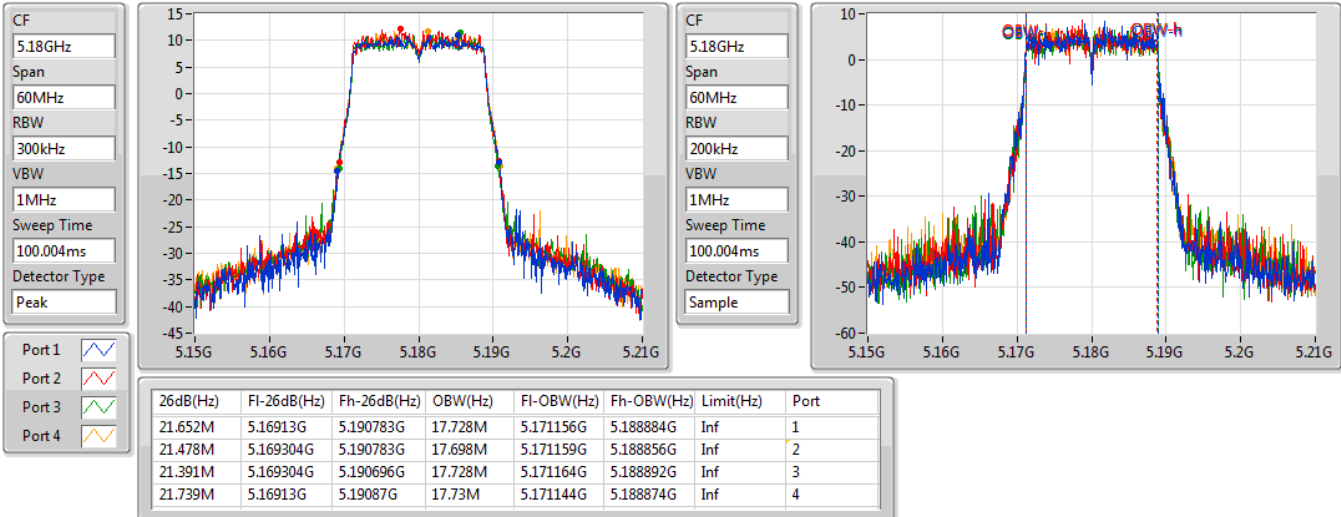 CF
5.18GHz
Span
60MHz
RBW
300kHz
VBW
1MHz
Sweep Time
100.004ms
Detector Type
Peak
15
10
5
0
-5
-10
-15
-20
-25
-30
-35
-40
-45
5.15G 5.16G 5.17G 5.18G 5.19G 5.2G 5.21G
CF
5.18GHz
Span
60MHz
RBW
200kHz
VBW
1MHz
Sweep Time
100.004ms
Detector Type
Sample
10
0
-10
-20
-30
-40
-50
-60
OBW-h
5.15G 5.16G 5.17G 5.18G 5.19G 5.2G 5.21G
Port 1
Port 2
Port 3
Port 4
26dB(Hz) Fl-26dB(Hz) Fh-26dB(Hz) OBW(Hz) Fl-OBW(Hz) Fh-OBW(Hz) Limit(Hz) Port
21.652M 5.16913G 5.190783G 17.728M 5.171156G 5.188884G Inf 1
21.478M 5.169304G 5.190783G 17.698M 5.171159G 5.188856G Inf 2
21.391M 5.169304G 5.190696G 17.728M 5.171164G 5.188892G Inf 3
21.739M 5.16913G 5.19087G 17.73M 5.171144G 5.188874G Inf 4